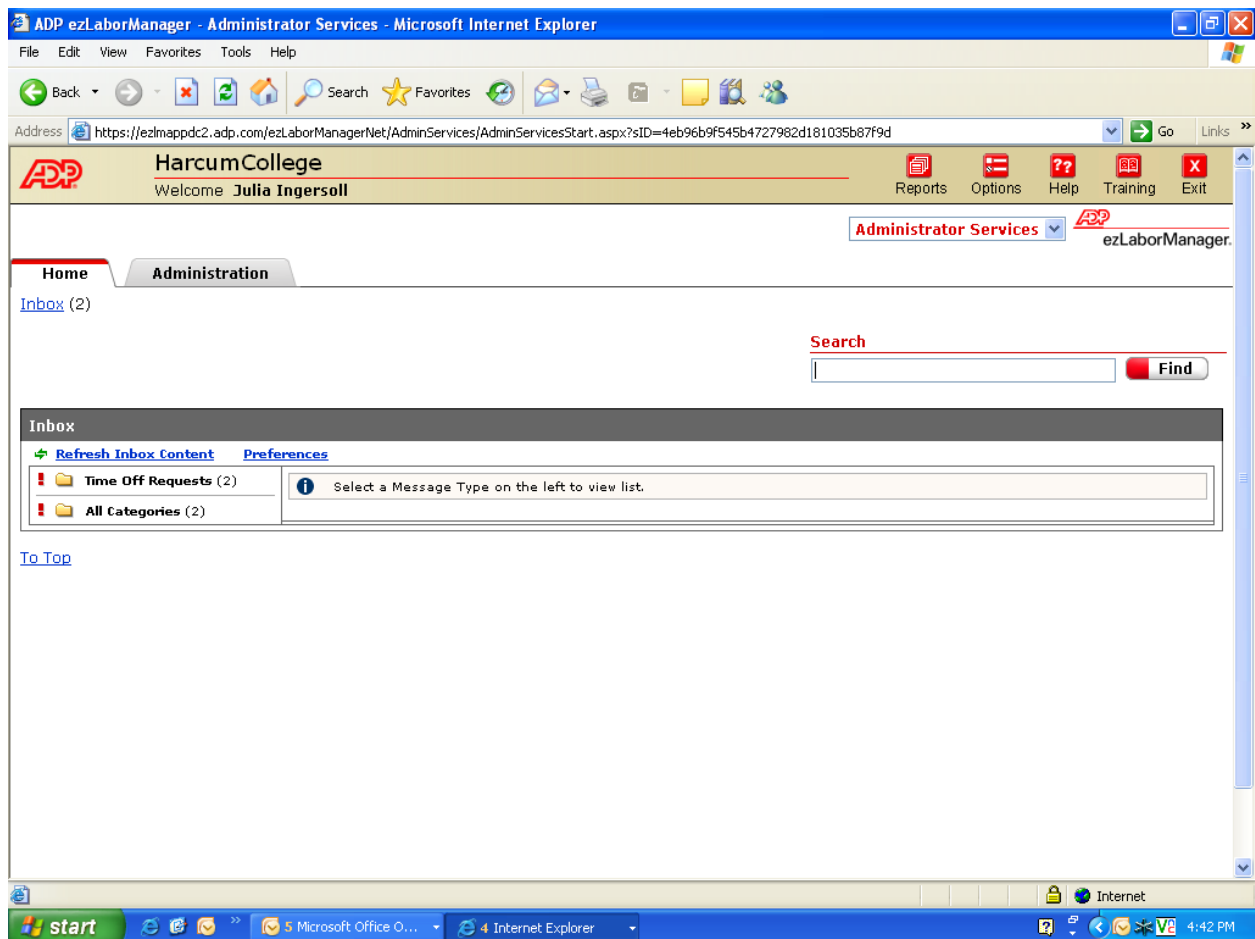 ADP ezLaborManager - Administrator Services - Microsoft Internet Explorer
File Edit View Favorites Tools Help
Back Search Favorites
Address https://ezlmappdc2.adp.com/ezLaborManagerNet/AdminServices/AdminServicesStart.aspx?sID=4eb96b9f545b4727982d181035b87f9d Go Links »
ADP HarcumCollege
Welcome Julia Ingersoll
?? X
Reports Options Help Training Exit
Administrator Services ADP
ezLaborManager.
Home Administration
Inbox (2)
Search
Find
Inbox
Refresh Inbox Content Preferences
! Time Off Requests (2)
i Select a Message Type on the left to view list.
! All Categories (2)
To Top
Internet
start » 5 Microsoft Office O... 4 Internet Explorer 4:42 PM